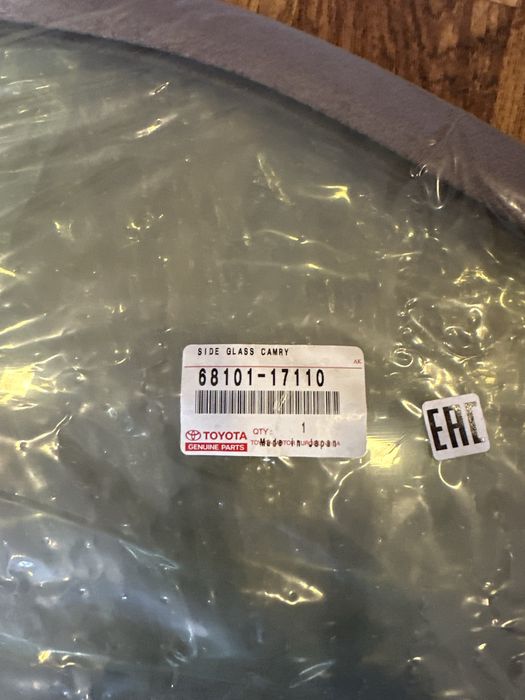 SIDE GLASS CAMRY
AK
68101-17110
QTY: 1
TOYOTA
GENUINE PARTS
Made in Japan
EAC